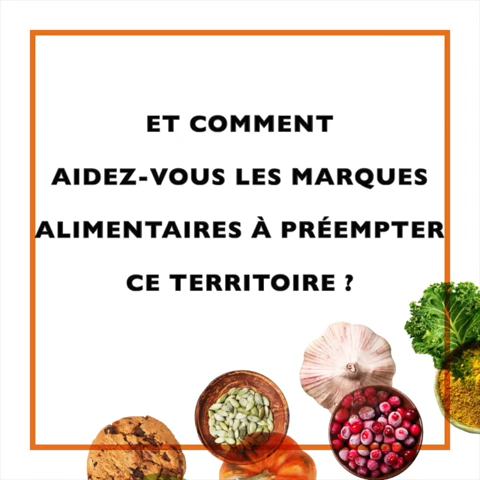 ET COMMENT
AIDEZ-VOUS LES MARQUES
ALIMENTAIRES À PRÉEMPTER
CE TERRITOIRE ?